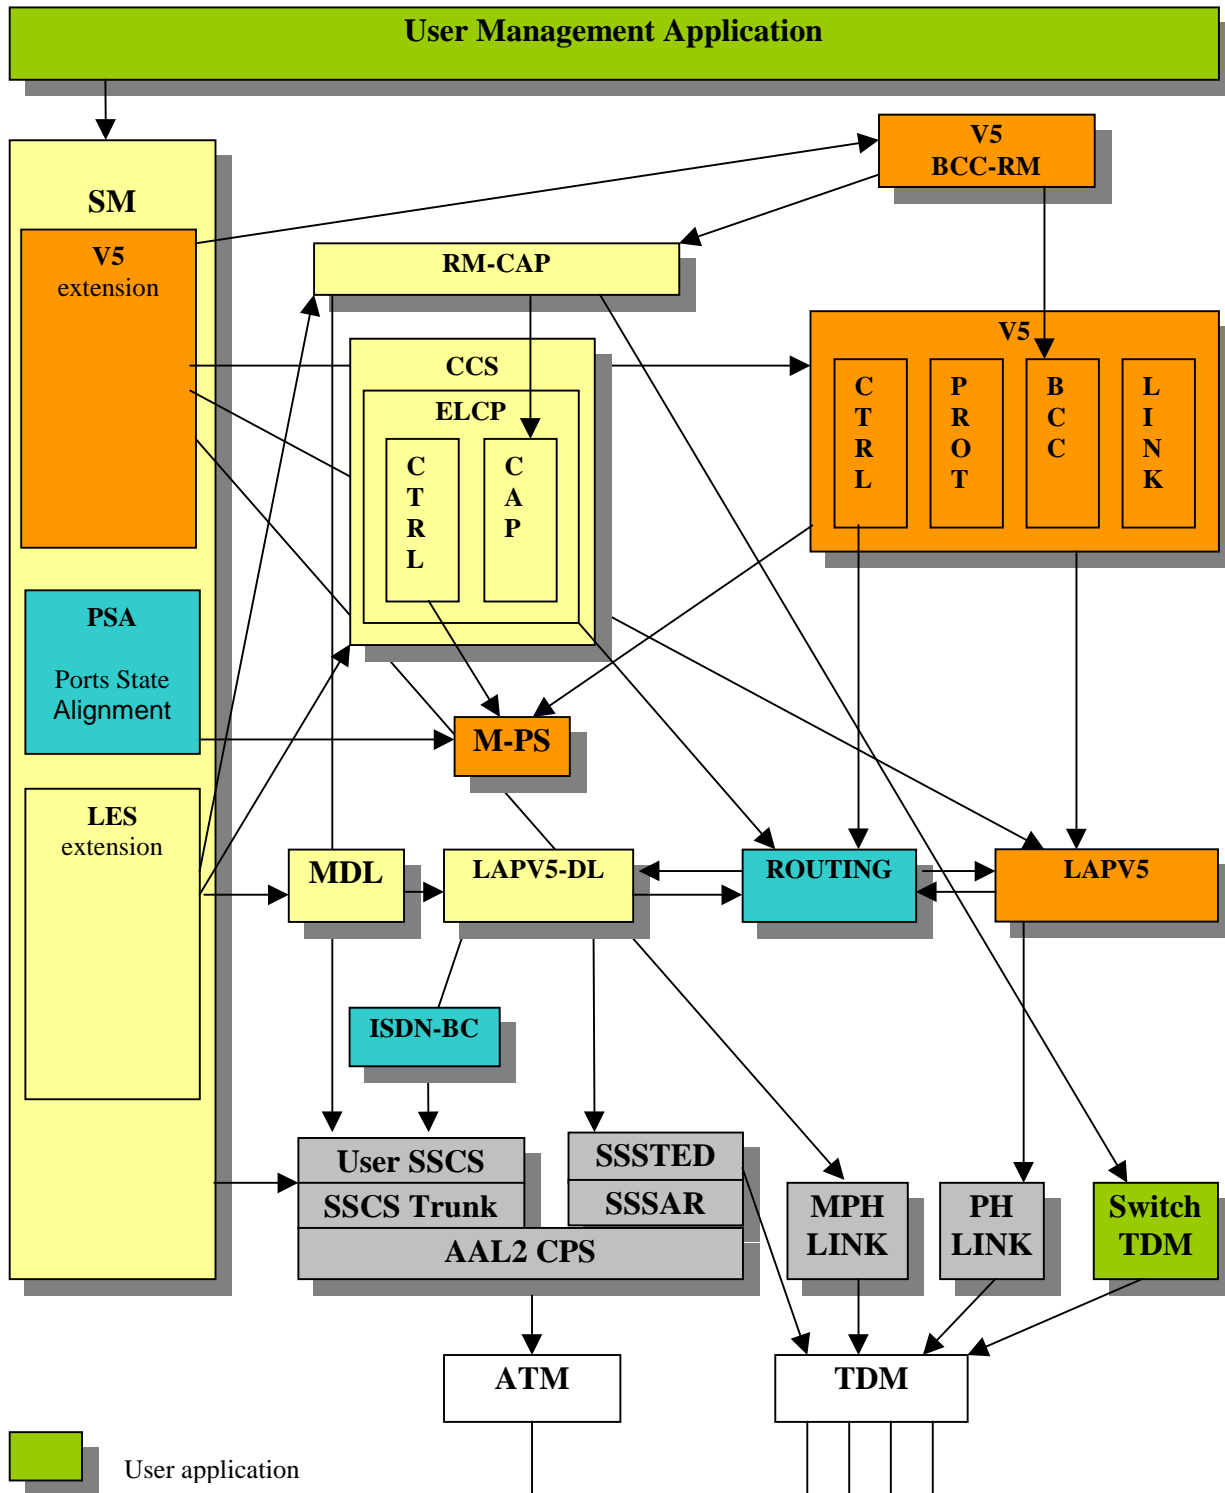 User Management Application
V5
BCC-RM
SM
V5
extension
RM-CAP
V5
CCS
ELCP
C
T
R
L
C
A
P
C
T
R
L
P
R
O
T
B
C
C
L
I
N
K
PSA
Ports State
Alignment
M-PS
LES
extension
MDL
LAPV5-DL
ROUTING
LAPV5
ISDN-BC
User SSCS
SSCS Trunk
SSSTED
SSSAR
AAL2 CPS
MPH
LINK
PH
LINK
Switch
TDM
ATM
TDM
User application